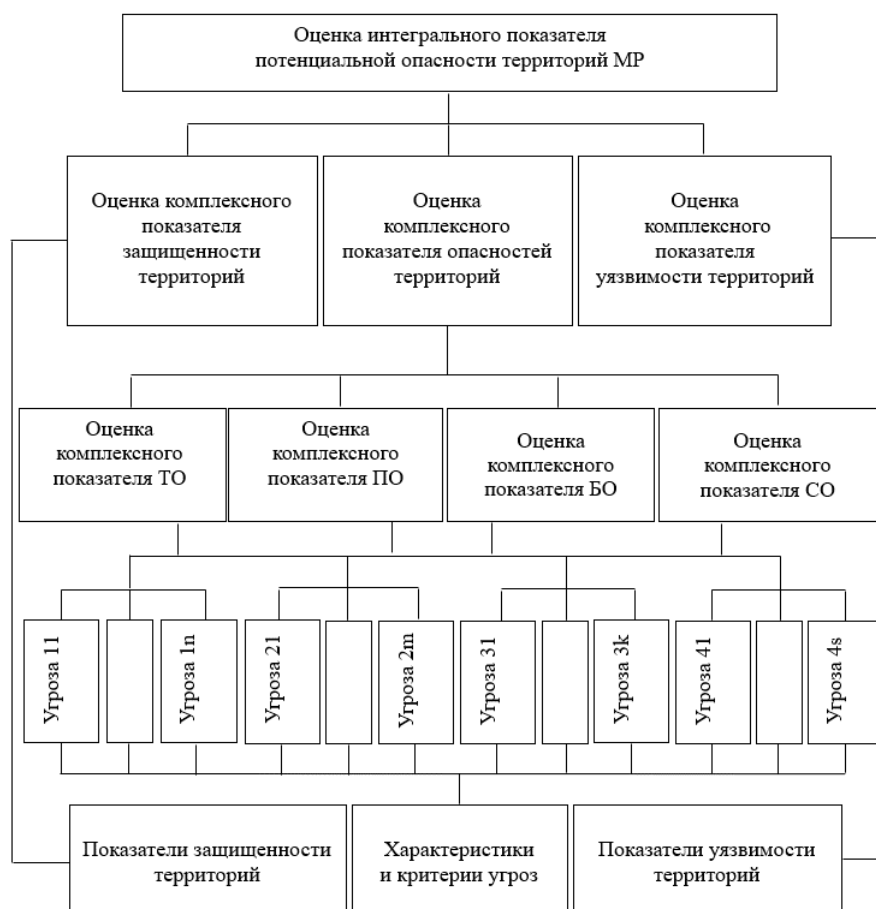 Оценка интегрального показателя
потенциальной опасности территорий МР
Оценка комплексного
показателя
защищенности
территорий
Оценка
комплексного
показателя опасностей
территорий
Оценка
комплексного
показателя
уязвимости территорий
Оценка
комплексного
показателя ТО
Оценка
комплексного
показателя ПО
Оценка
комплексного
показателя БО
Оценка
комплексного
показателя СО
Угроза 11
Угроза 1n
Угроза 21
Угроза 2m
Угроза 31
Угроза 3k
Угроза 41
Угроза 4s
Показатели защищенности
территорий
Характеристики
и критерии угроз
Показатели уязвимости
территорий